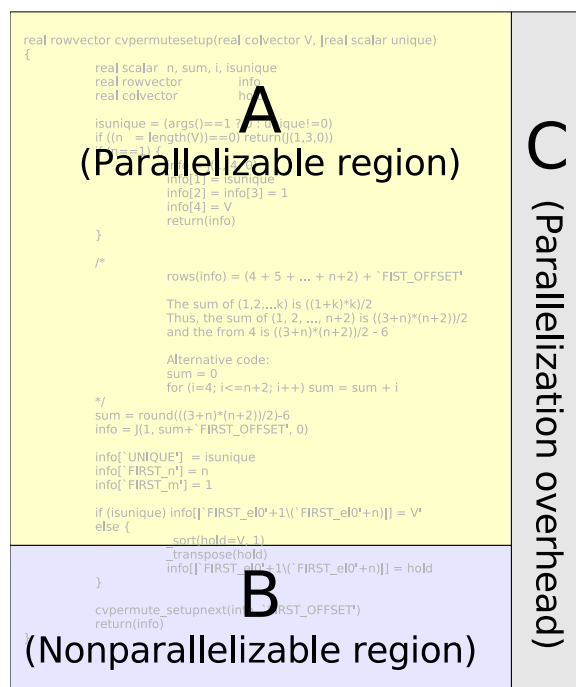 real rowvector cvpermutesetup(real colvector V, |real scalar unique)
{
real scalar n, sum, i, isunique
real rowvector info
real colvector
isunique = (args()==1 ? : unique!=0)
if ((n = length(V))==0) return(J(1,3,0))
(n==1) {
info[1] = isunique
info[2] = info[3] = 1
info[4] = V
return(info)
}
/*
rows(info) = (4 + 5 + ... + n+2) + `FIST_OFFSET'
The sum of (1,2,...k) is ((1+k)*k)/2
Thus, the sum of (1, 2, ..., n+2) is ((3+n)*(n+2))/2
and the from 4 is ((3+n)*(n+2))/2 - 6
Alternative code:
sum = 0
for (i=4; i<=n+2; i++) sum = sum + i
*/
sum = round(((3+n)*(n+2))/2)-6
info = J(1, sum+`FIRST_OFFSET', 0)
info[`UNIQUE'] = isunique
info[`FIRST_n'] = n
info[`FIRST_m'] = 1
if (isunique) info[|`FIRST_el0'+1\(`FIRST_el0'+n)|] = V'
else {
_sort(hold=V, 1)
_transpose(hold)
info[|`FIRST_el0'+1\(`FIRST_el0'+n)|] = hold
}
cvpermute_setupnext(info, `FIRST_OFFSET')
return(info)
}
A
(Parallelizable region)
B
(Nonparallelizable region)
C
(Parallelization overhead)